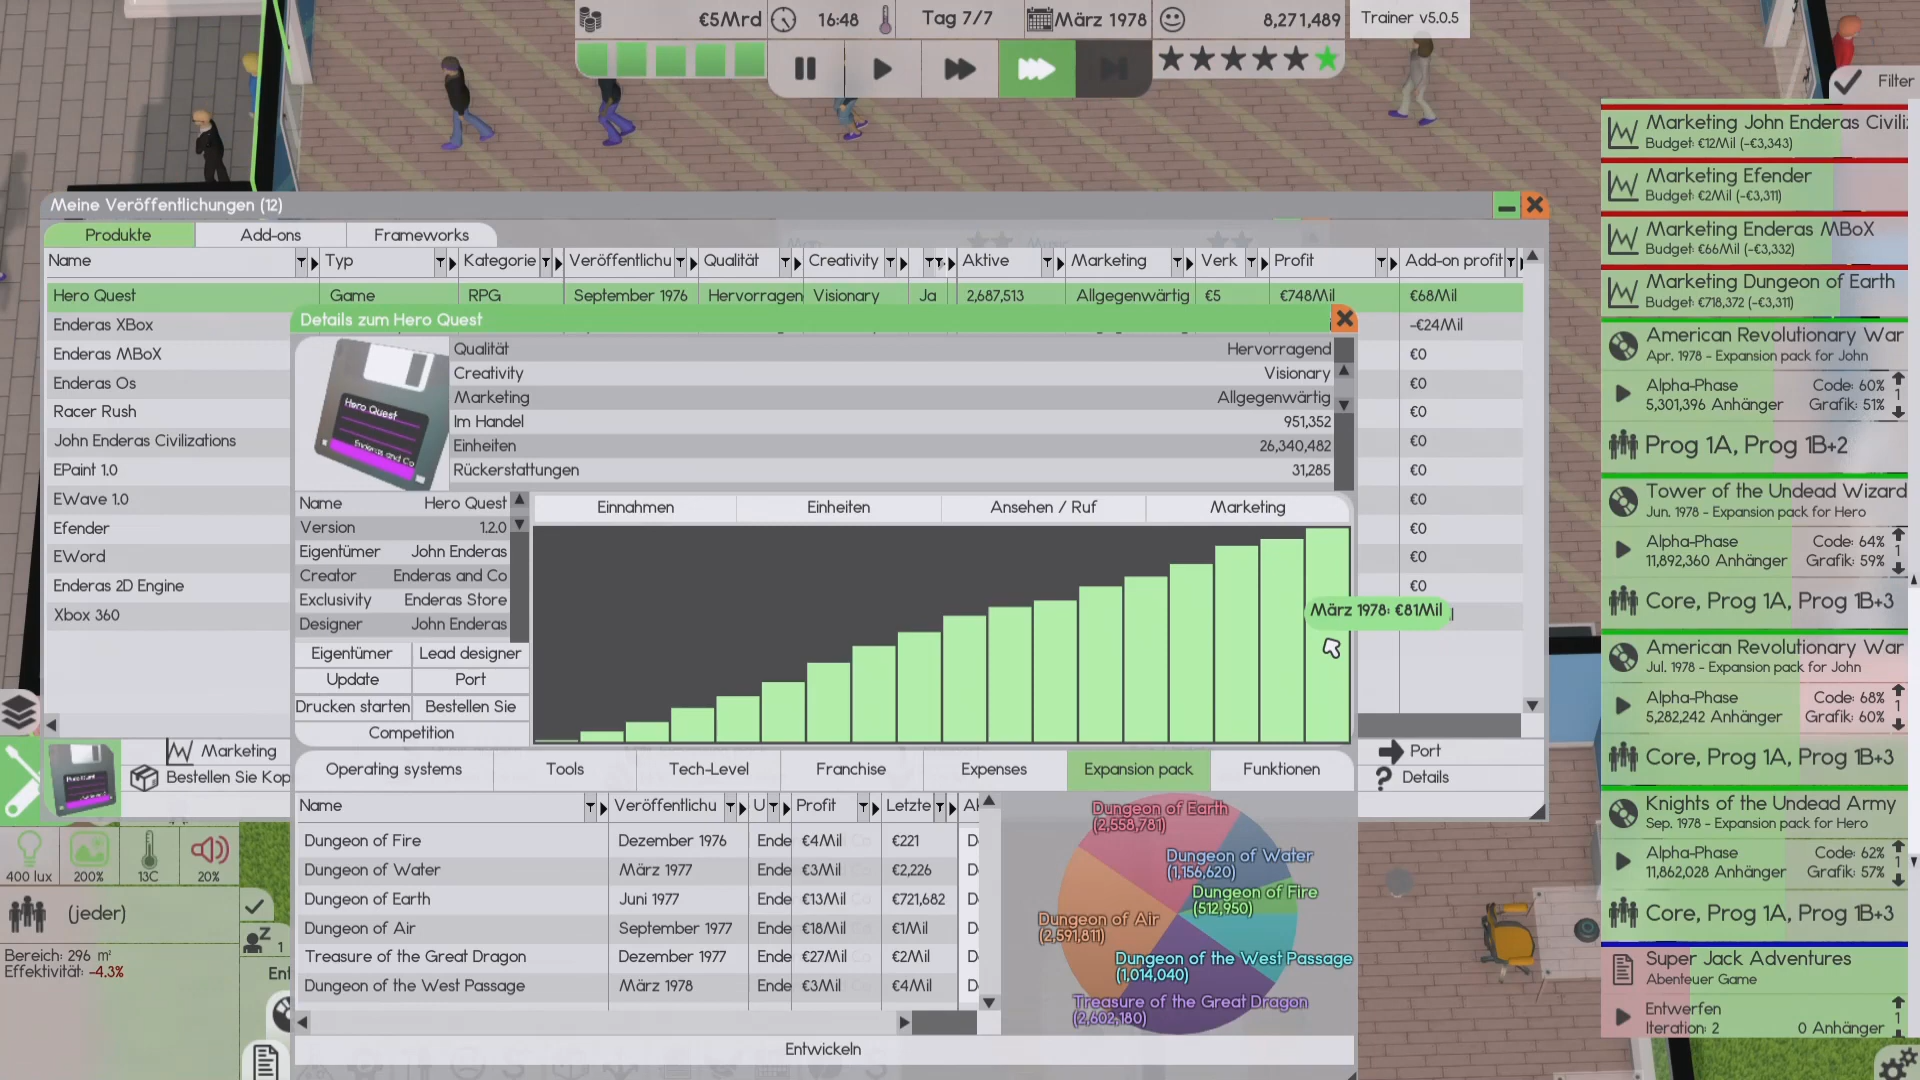 €5Mrd
16:48
Tag 7/7
März 1978
8,271,489
Trainer v5.0.5
Filter
Meine Veröffentlichungen (12)
Produkte
Add-ons
Frameworks
Name
Typ
Kategorie
Veröffentlichu
Qualität
Creativity
Aktive
Marketing
Verk
Profit
Add-on profit
Hero Quest
Game
RPG
September 1976
Hervorragen
Visionary
Ja
2,687,513
Allgegenwärtig
€5
€748Mil
€68Mil
Enderas XBox
-€24Mil
Enderas MBoX
€0
Enderas Os
€0
Racer Rush
€0
John Enderas Civilizations
€0
EPaint 1.0
€0
EWave 1.0
€0
Efender
€0
EWord
€0
Enderas 2D Engine
€0
Xbox 360
Details zum Hero Quest
Hero Quest
Enderas and Co
Qualität
Hervorragend
Creativity
Visionary
Marketing
Allgegenwärtig
Im Handel
951,352
Einheiten
26,340,482
Rückerstattungen
31,285
Name
Hero Quest
Version
1.2.0
Eigentümer
John Enderas
Creator
Enderas and Co
Exclusivity
Enderas Store
Designer
John Enderas
Eigentümer
Lead designer
Update
Port
Drucken starten
Bestellen Sie
Competition
Einnahmen
Einheiten
Ansehen / Ruf
Marketing
März 1978: €81Mil
Operating systems
Tools
Tech-Level
Franchise
Expenses
Expansion pack
Funktionen
Name
Veröffentlichu
U
Profit
Letzte
Ak
Dungeon of Fire
Dezember 1976
Ende
€4Mil
€221
D
Dungeon of Water
März 1977
Ende
€3Mil
€2,226
D
Dungeon of Earth
Juni 1977
Ende
€13Mil
€721,682
D
Dungeon of Air
September 1977
Ende
€18Mil
€1Mil
D
Treasure of the Great Dragon
Dezember 1977
Ende
€27Mil
€2Mil
D
Dungeon of the West Passage
März 1978
Ende
€3Mil
€4Mil
D
Dungeon of Earth
(2,558,781)
Dungeon of Water
(1,156,620)
Dungeon of Fire
(512,950)
Dungeon of Air
(2,591,811)
Dungeon of the West Passage
(1,014,040)
Treasure of the Great Dragon
(2,602,180)
Entwickeln
Port
Details
Marketing
Bestellen Sie Kop
400 lux
200%
13C
20%
(jeder)
Bereich: 296 m²
Effektivität: -4.3%
Z
1
Ent
Marketing John Enderas Civili
Budget: €12Mil (-€3,343)
Marketing Efender
Budget: €2Mil (-€3,311)
Marketing Enderas MBoX
Budget: €66Mil (-€3,332)
Marketing Dungeon of Earth
Budget: €718,372 (-€3,311)
American Revolutionary War
Apr. 1978 - Expansion pack for John
Alpha-Phase
Code: 60%
5,301,396 Anhänger
Grafik: 51%
1
Prog 1A, Prog 1B+2
Tower of the Undead Wizard
Jun. 1978 - Expansion pack for Hero
Alpha-Phase
Code: 64%
11,892,360 Anhänger
Grafik: 59%
1
Core, Prog 1A, Prog 1B+3
American Revolutionary War
Jul. 1978 - Expansion pack for John
Alpha-Phase
Code: 68%
5,282,242 Anhänger
Grafik: 60%
1
Core, Prog 1A, Prog 1B+3
Knights of the Undead Army
Sep. 1978 - Expansion pack for Hero
Alpha-Phase
Code: 62%
11,862,028 Anhänger
Grafik: 57%
1
Core, Prog 1A, Prog 1B+3
Super Jack Adventures
Abenteuer Game
Entwerfen
Iteration: 2
0 Anhänger
1